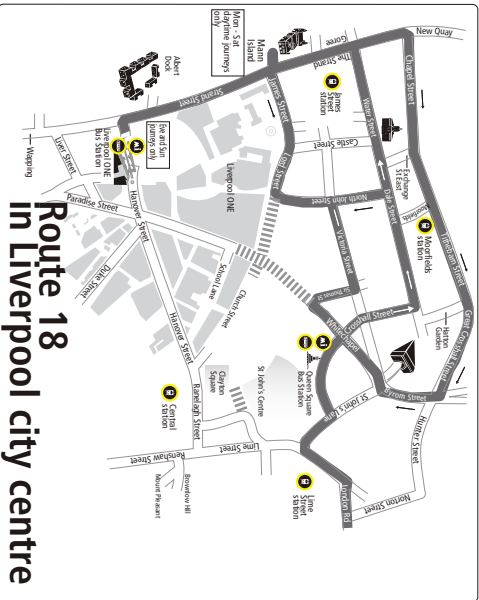 Route 18
in Liverpool city centre
New Quay
Chapel Street
Goree
The Strand
Mann
Island
Mon - Sat
daytime journeys
only
James
Street
station
Water Street
Exchange
St East
Moorfields
Moorfields
station
Tithebarn Street
Great Crosshall Street
Hatton
Garden
Dale Street
Castle Street
James Street
Strand Street
Albert
Dock
Lord Street
North John Street
Victoria Street
Sir Thomas St
Crosshall Street
Whitechapel
Byrom Street
Hunter Street
Norton Street
London Rd
St John's Lane
Queen Square
Bus Station
Lime
Street
station
St John's Centre
Clayton
Square
Lime Street
Central
station
Ranelagh Street
Renshaw Street
Brownlow Hill
Mount Pleasant
Church Street
School Lane
Liverpool ONE
Eve and Sun
journeys only
Liverpool ONE
Bus Station
Hanover Street
Hanover Street
Paradise Street
Duke Street
Liver Street
Wapping